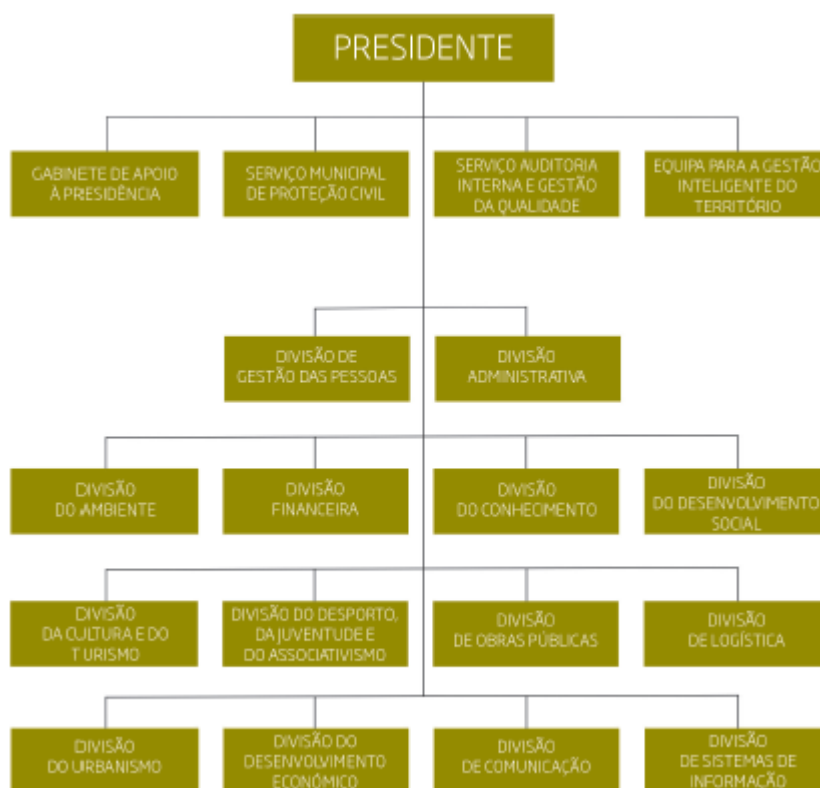 PRESIDENTE
GABINETE DE APOIO
À PRESIDÊNCIA
SERVIÇO MUNICIPAL
DE PROTEÇÃO CIVIL
SERVIÇO AUDITORIA
INTERNA E GESTÃO
DA QUALIDADE
EQUIPA PARA A GESTÃO
INTELIGENTE DO
TERRITÓRIO
DIVISÃO DE
GESTÃO DAS PESSOAS
DIVISÃO
ADMINISTRATIVA
DIVISÃO
DO AMBIENTE
DIVISÃO
FINANCEIRA
DIVISÃO
DO CONHECIMENTO
DIVISÃO
DO DESENVOLVIMENTO
SOCIAL
DIVISÃO
DA CULTURA E DO
TURISMO
DIVISÃO DO DESPORTO,
DA JUVENTUDE E
DO ASSOCIATIVISMO
DIVISÃO
DE OBRAS PÚBLICAS
DIVISÃO
DE LOGÍSTICA
DIVISÃO
DO URBANISMO
DIVISÃO DO
DESENVOLVIMENTO
ECONÓMICO
DIVISÃO
DE COMUNICAÇÃO
DIVISÃO
DE SISTEMAS DE
INFORMAÇÃO